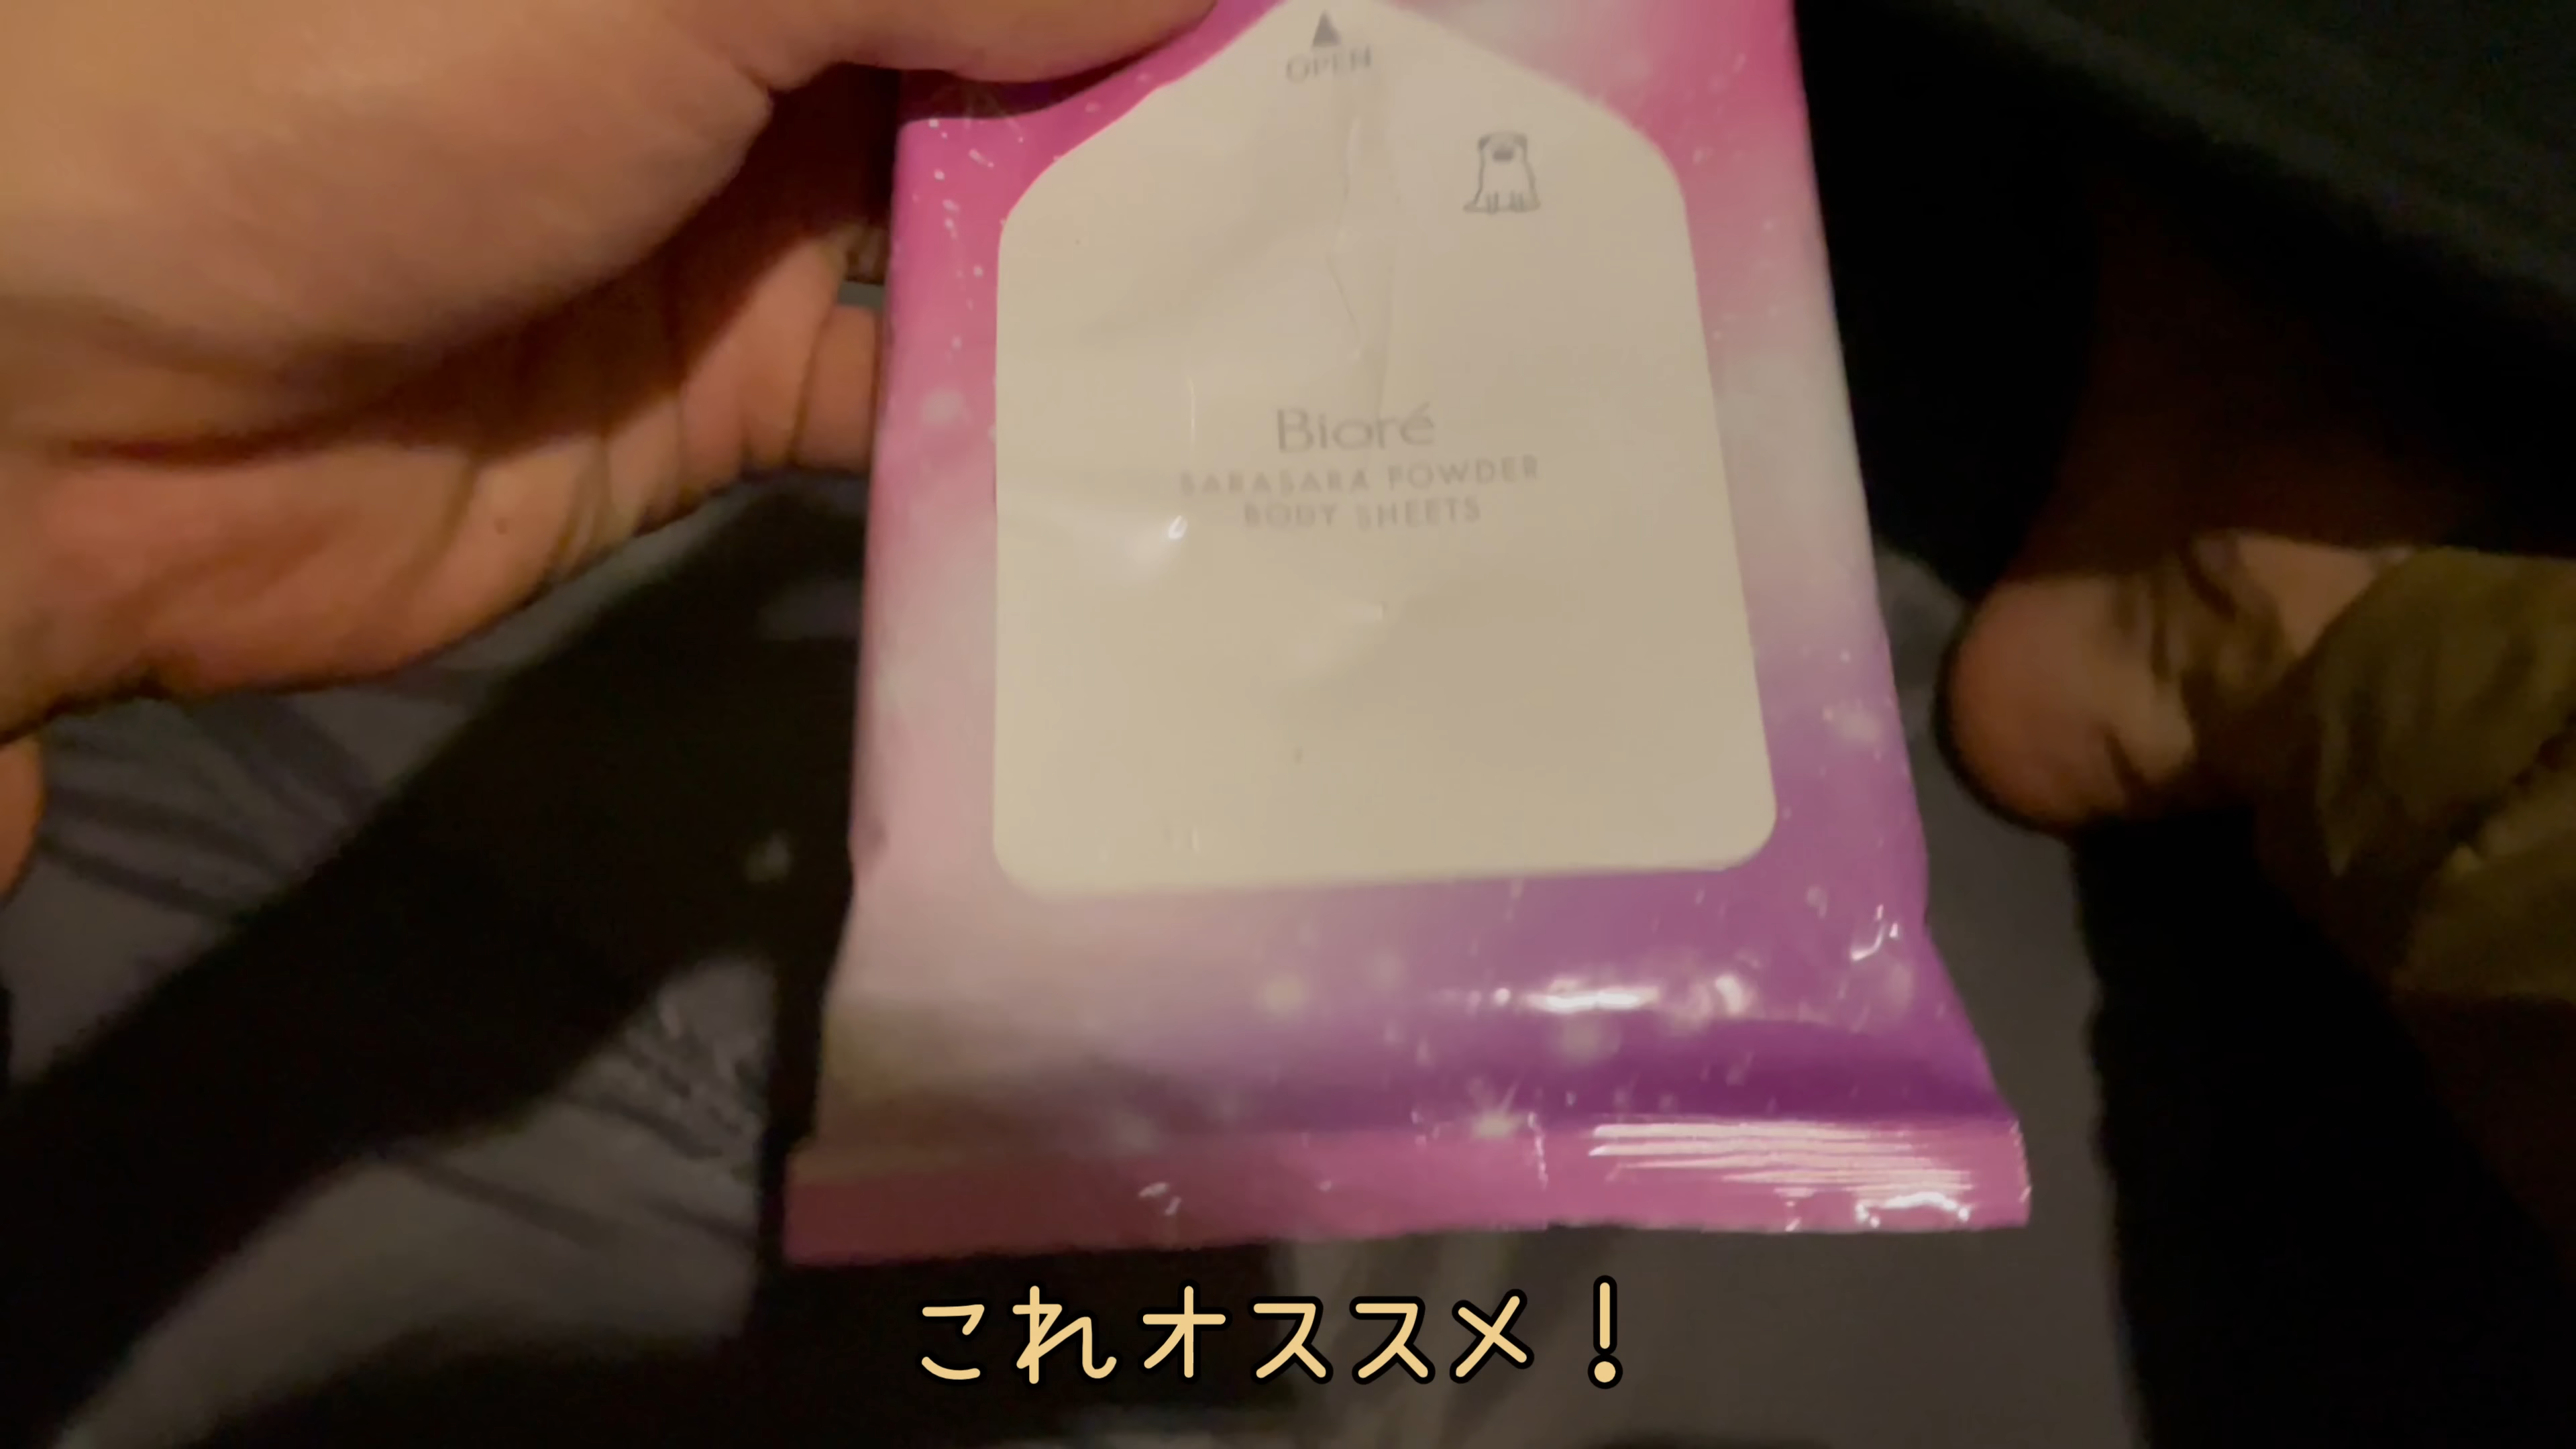 OPEN
Bioré
SARASARA POWDER
BODY SHEETS
これオススメ！